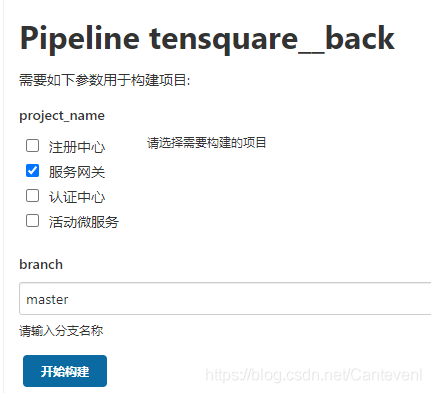 Pipeline tensquare__back
需要如下参数用于构建项目:
project_name
注册中心
请选择需要构建的项目
服务网关
认证中心
活动微服务
branch
master
请输入分支名称
开始构建
https://blog.csdn.net/Cantevenl